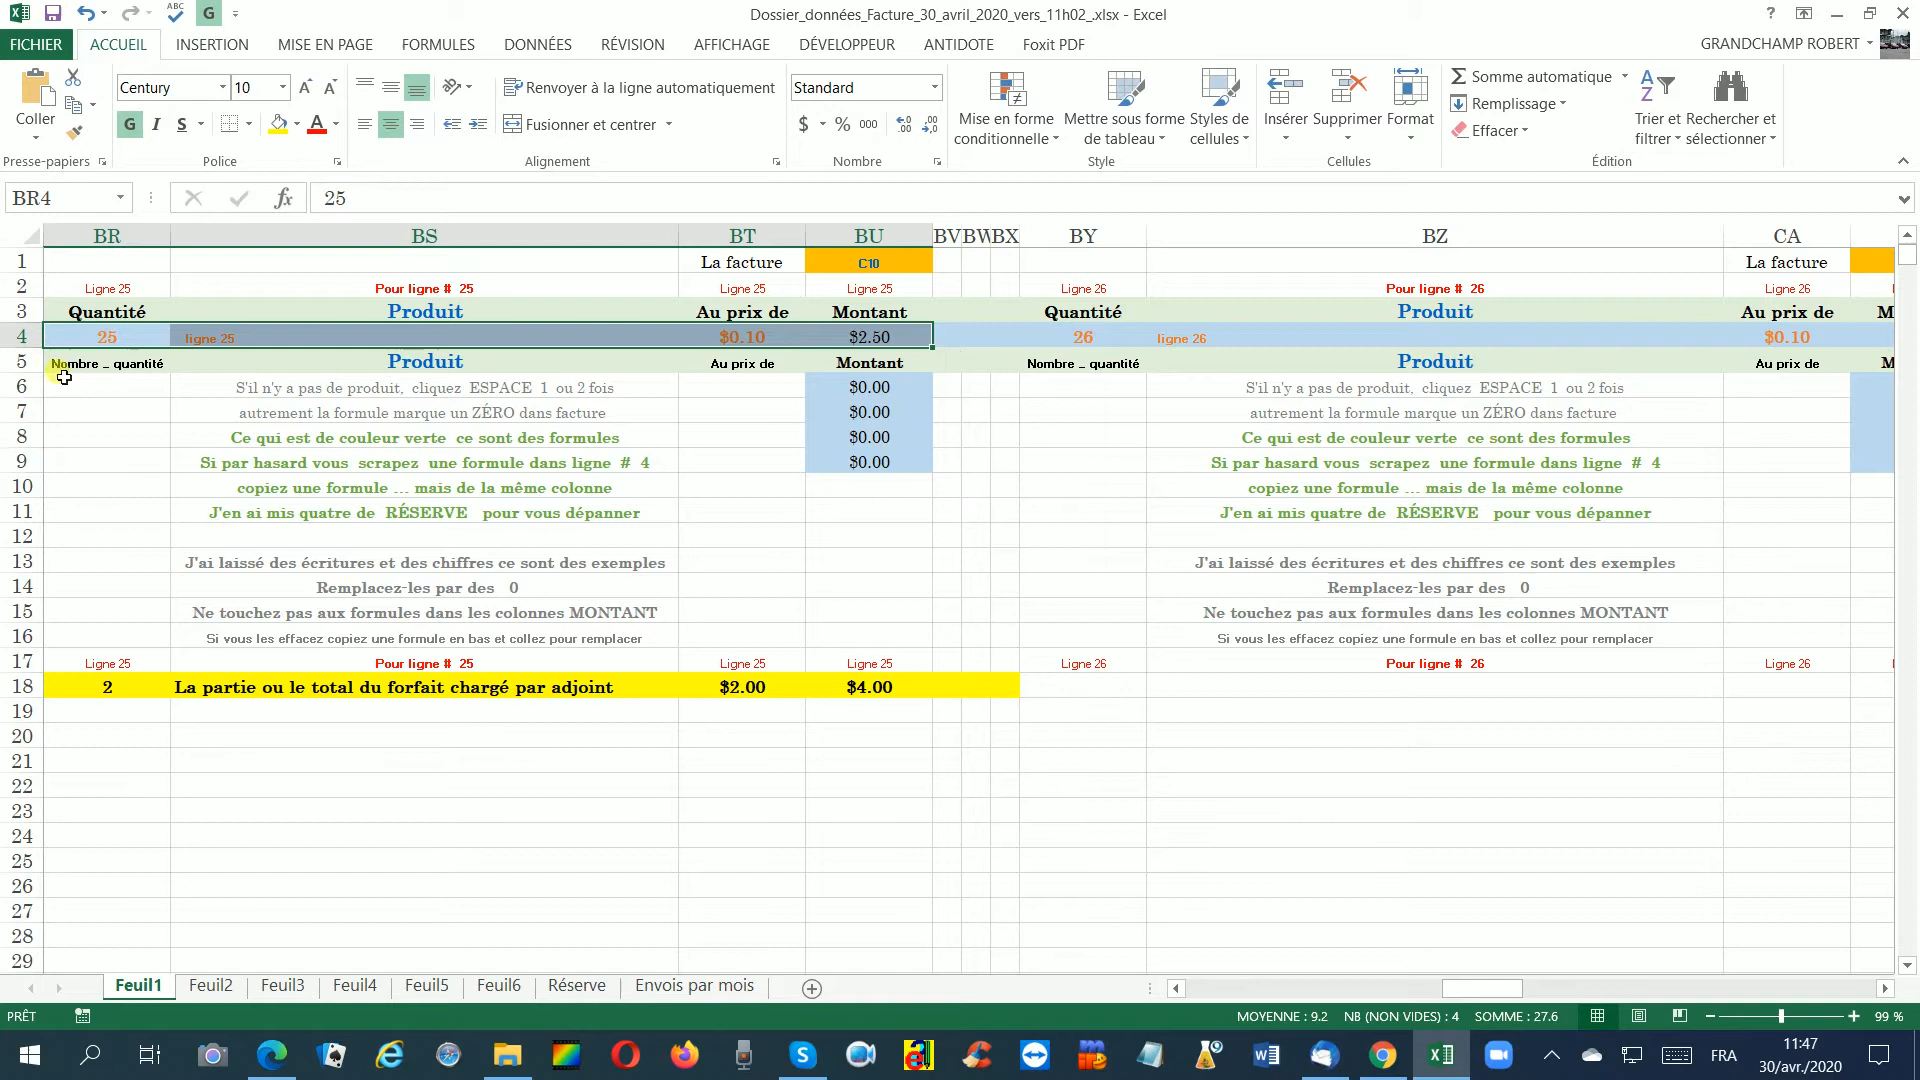 Dossier_données_Facture_30_avril_2020_vers_11h02_.xlsx - Excel
FICHIER ACCUEIL INSERTION MISE EN PAGE FORMULES DONNÉES RÉVISION AFFICHAGE DÉVELOPPEUR ANTIDOTE Foxit PDF GRANDCHAMP ROBERT
Coller Century 10 Renvoyer à la ligne automatiquement Standard Somme automatique
G I S Fusionner et centrer $ % 000 Mise en forme conditionnelle Mettre sous forme de tableau Styles de cellules Insérer Supprimer Format Remplissage Effacer Trier et filtrer Rechercher et sélectionner
Presse-papiers Police Alignement Nombre Style Cellules Édition
BR4 fx 25
BR BS BT BU BV BW BX BY BZ CA
1 La facture C10 La facture
2 Ligne 25 Pour ligne # 25 Ligne 25 Ligne 25 Ligne 26 Pour ligne # 26 Ligne 26
3 Quantité Produit Au prix de Montant Quantité Produit Au prix de M
4 25 ligne 25 $0.10 $2.50 26 ligne 26 $0.10
5 Nombre _ quantité Produit Au prix de Montant Nombre _ quantité Produit Au prix de M
6 S'il n'y a pas de produit, cliquez ESPACE 1 ou 2 fois $0.00 S'il n'y a pas de produit, cliquez ESPACE 1 ou 2 fois
7 autrement la formule marque un ZÉRO dans facture $0.00 autrement la formule marque un ZÉRO dans facture
8 Ce qui est de couleur verte ce sont des formules $0.00 Ce qui est de couleur verte ce sont des formules
9 Si par hasard vous scrapez une formule dans ligne # 4 $0.00 Si par hasard vous scrapez une formule dans ligne # 4
10 copiez une formule ... mais de la même colonne copiez une formule ... mais de la même colonne
11 J'en ai mis quatre de RÉSERVE pour vous dépanner J'en ai mis quatre de RÉSERVE pour vous dépanner
12
13 J'ai laissé des écritures et des chiffres ce sont des exemples J'ai laissé des écritures et des chiffres ce sont des exemples
14 Remplacez-les par des 0 Remplacez-les par des 0
15 Ne touchez pas aux formules dans les colonnes MONTANT Ne touchez pas aux formules dans les colonnes MONTANT
16 Si vous les effacez copiez une formule en bas et collez pour remplacer Si vous les effacez copiez une formule en bas et collez pour remplacer
17 Ligne 25 Pour ligne # 25 Ligne 25 Ligne 25 Ligne 26 Pour ligne # 26 Ligne 26
18 2 La partie ou le total du forfait chargé par adjoint $2.00 $4.00
19
20
21
22
23
24
25
26
27
28
29
Feuil1 Feuil2 Feuil3 Feuil4 Feuil5 Feuil6 Réserve Envois par mois
PRÊT MOYENNE : 9.2 NB (NON VIDES) : 4 SOMME : 27.6 99 %
FRA 11:47
30/avr./2020